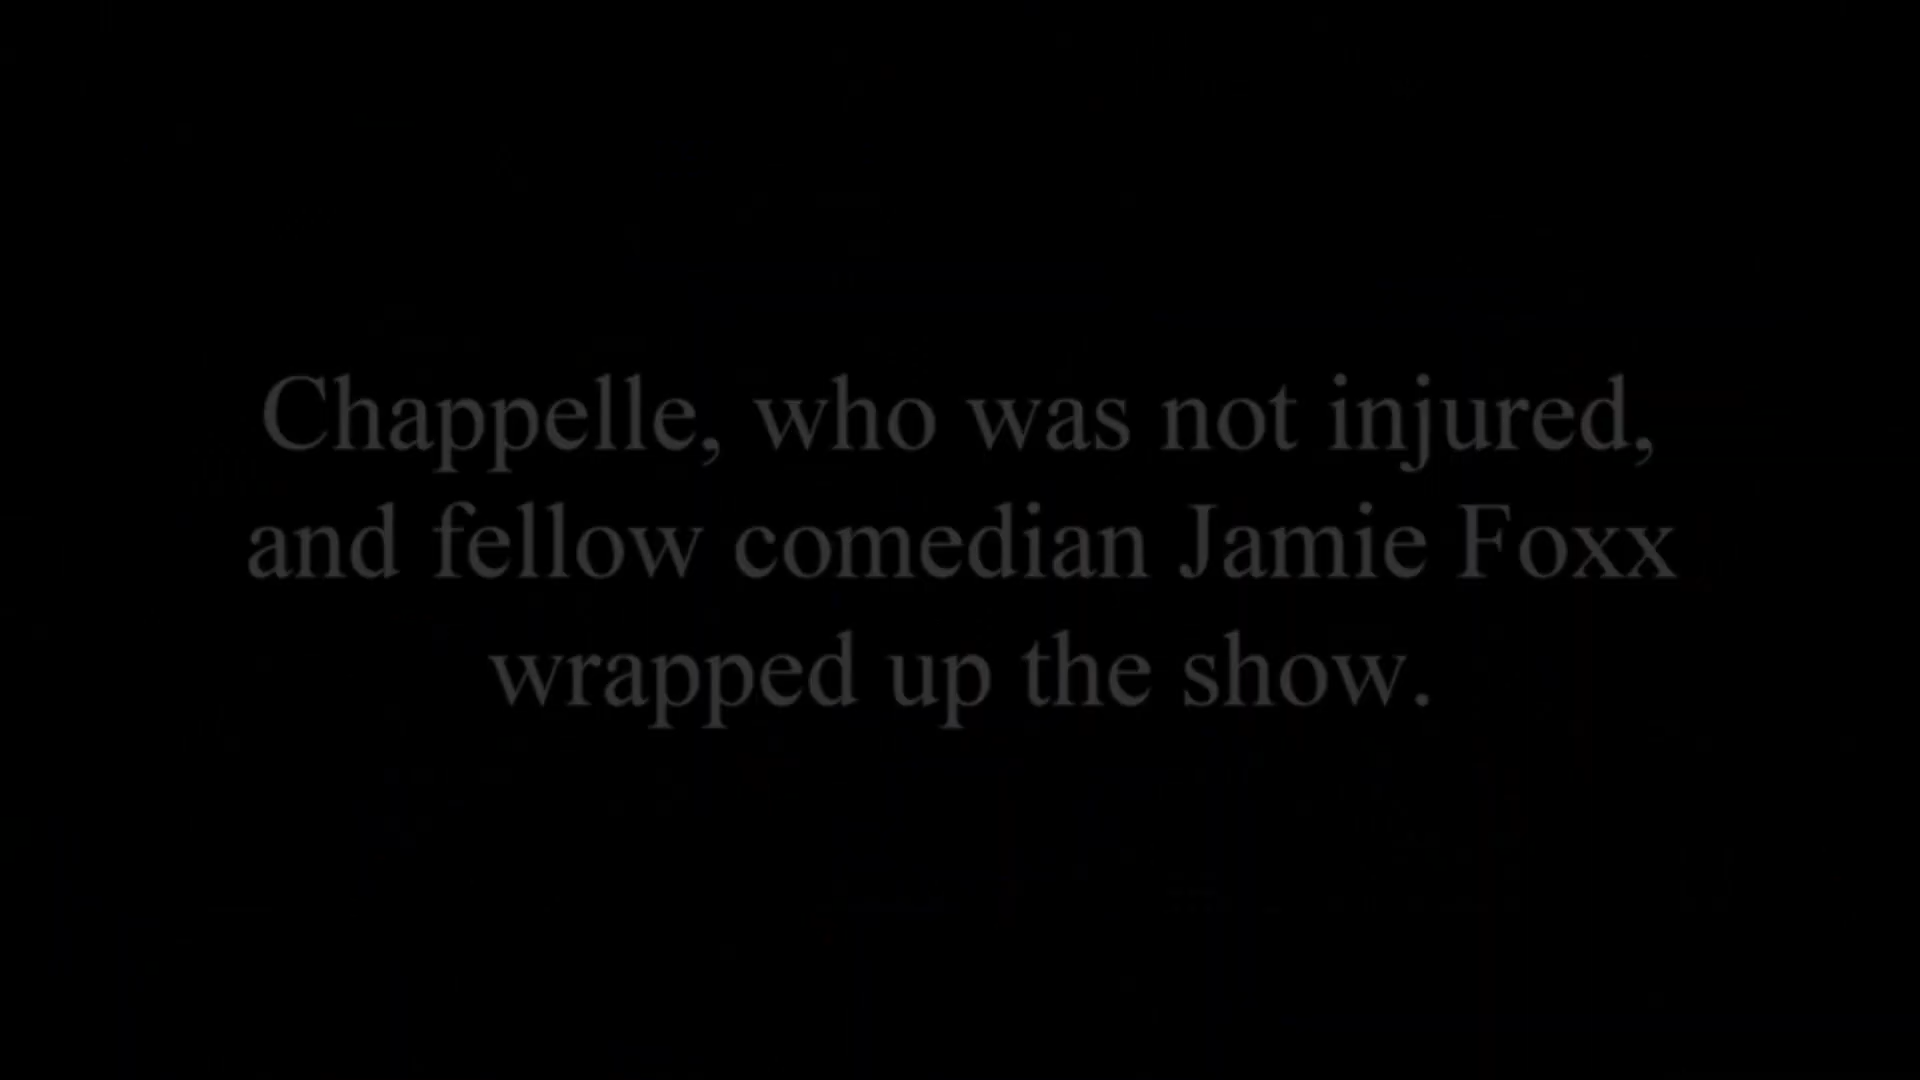 Chappelle, who was not injured,
and fellow comedian Jamie Foxx
wrapped up the show.